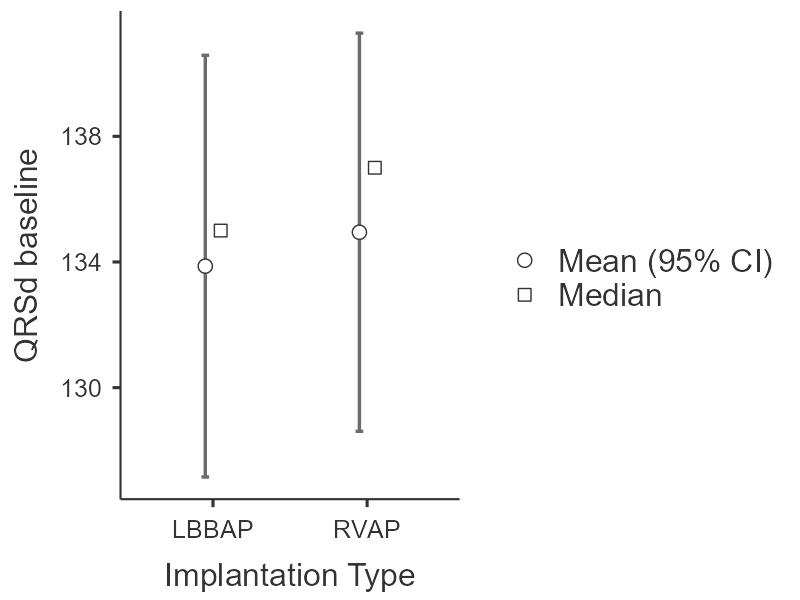 QRSd baseline
138
134
130
LBBAP
RVAP
Implantation Type
Mean (95% CI)
Median